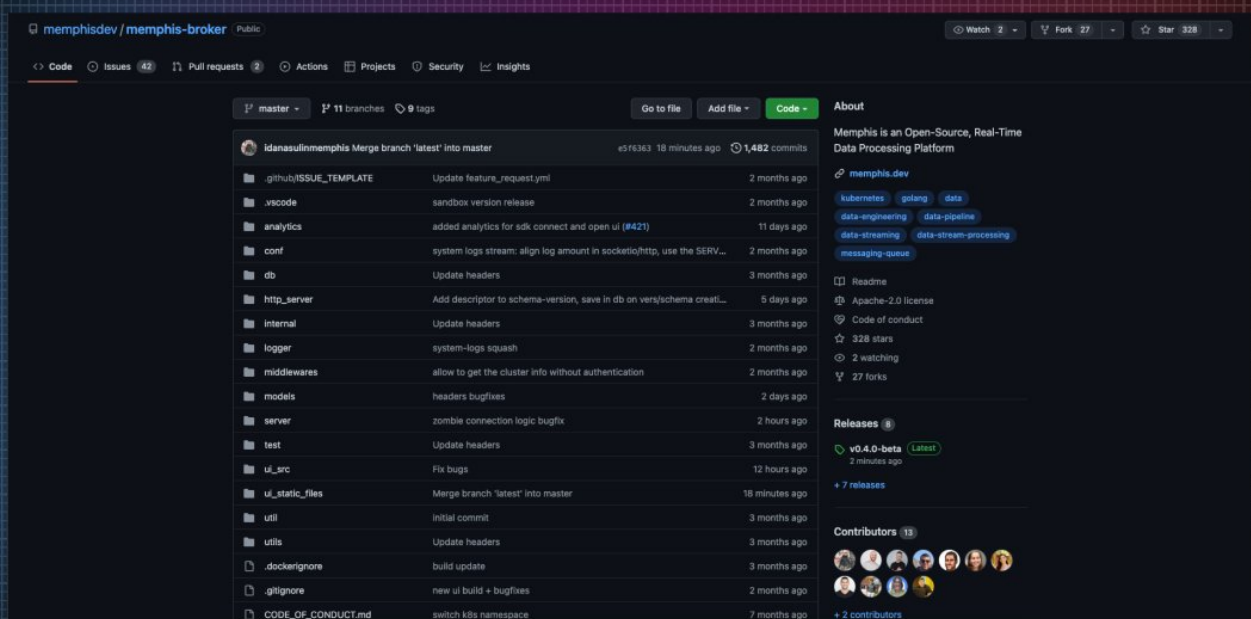 memphisdev / memphis-broker Public
Watch 2 Fork 27 Star 328
Code Issues 42 Pull requests 2 Actions Projects Security Insights
master 11 branches 9 tags Go to file Add file Code
idanasulinmemphis Merge branch 'latest' into master e5f6363 18 minutes ago 1,482 commits
.github/ISSUE_TEMPLATE Update feature_request.yml 2 months ago
.vscode sandbox version release 2 months ago
analytics added analytics for sdk connect and open ui (#421) 11 days ago
conf system logs stream: align log amount in socketio/http, use the SERV... 2 months ago
db Update headers 3 months ago
http_server Add descriptor to schema-version, save in db on vers/schema creati... 5 days ago
internal Update headers 3 months ago
logger system-logs squash 2 months ago
middlewares allow to get the cluster info without authentication 2 months ago
models headers bugfixes 2 days ago
server zombie connection logic bugfix 2 hours ago
test Update headers 3 months ago
ui_src Fix bugs 12 hours ago
ui_static_files Merge branch 'latest' into master 18 minutes ago
util initial commit 3 months ago
utils Update headers 3 months ago
.dockerignore build update 3 months ago
.gitignore new ui build + bugfixes 2 months ago
CODE_OF_CONDUCT.md switch k8s namespace 7 months ago
About
Memphis is an Open-Source, Real-Time
Data Processing Platform
memphis.dev
kubernetes golang data
data-engineering data-pipeline
data-streaming data-stream-processing
messaging-queue
Readme
Apache-2.0 license
Code of conduct
328 stars
2 watching
27 forks
Releases 8
v0.4.0-beta Latest
2 minutes ago
+ 7 releases
Contributors 13
+ 2 contributors